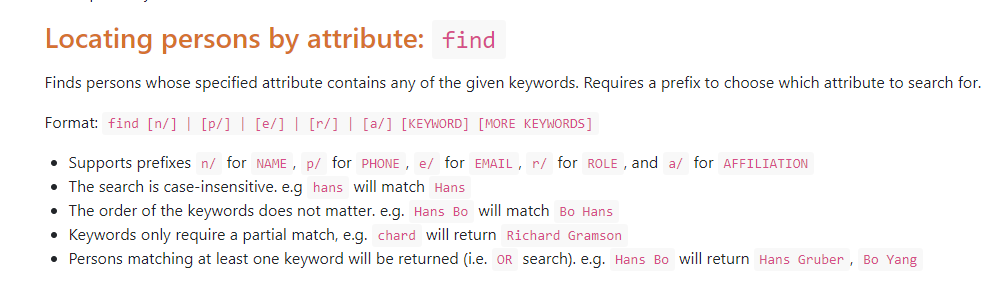 Locating persons by attribute: find
Finds persons whose specified attribute contains any of the given keywords. Requires a prefix to choose which attribute to search for.
Format: find [n/] | [p/] | [e/] | [r/] | [a/] [KEYWORD] [MORE KEYWORDS]
• Supports prefixes n/ for NAME, p/ for PHONE, e/ for EMAIL, r/ for ROLE, and a/ for AFFILIATION
• The search is case-insensitive. e.g hans will match Hans
• The order of the keywords does not matter. e.g. Hans Bo will match Bo Hans
• Keywords only require a partial match, e.g. chard will return Richard Gramson
• Persons matching at least one keyword will be returned (i.e. OR search). e.g. Hans Bo will return Hans Gruber, Bo Yang